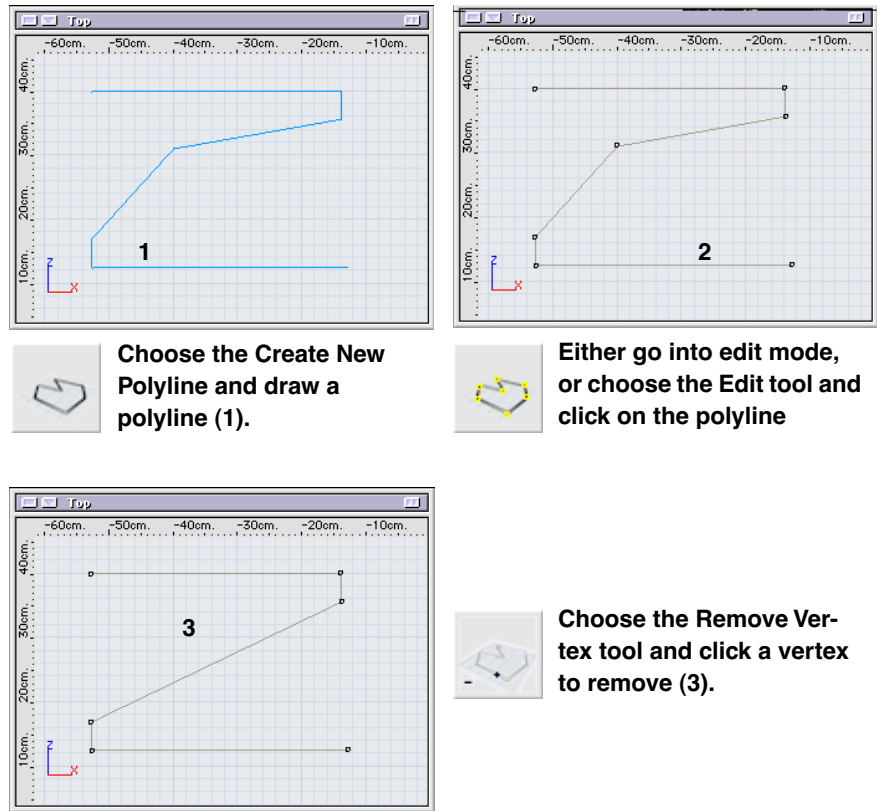 Top
-60cm. -50cm. -40cm. -30cm. -20cm. -10cm.
40cm.
30cm.
20cm.
10cm.
1
Z
X
Choose the Create New
Polyline and draw a
polyline (1).
Top
-60cm. -50cm. -40cm. -30cm. -20cm. -10cm.
40cm.
30cm.
20cm.
10cm.
2
Z
X
Either go into edit mode,
or choose the Edit tool and
click on the polyline
Top
-60cm. -50cm. -40cm. -30cm. -20cm. -10cm.
40cm.
30cm.
20cm.
10cm.
3
Z
X
Choose the Remove Ver-
tex tool and click a vertex
to remove (3).